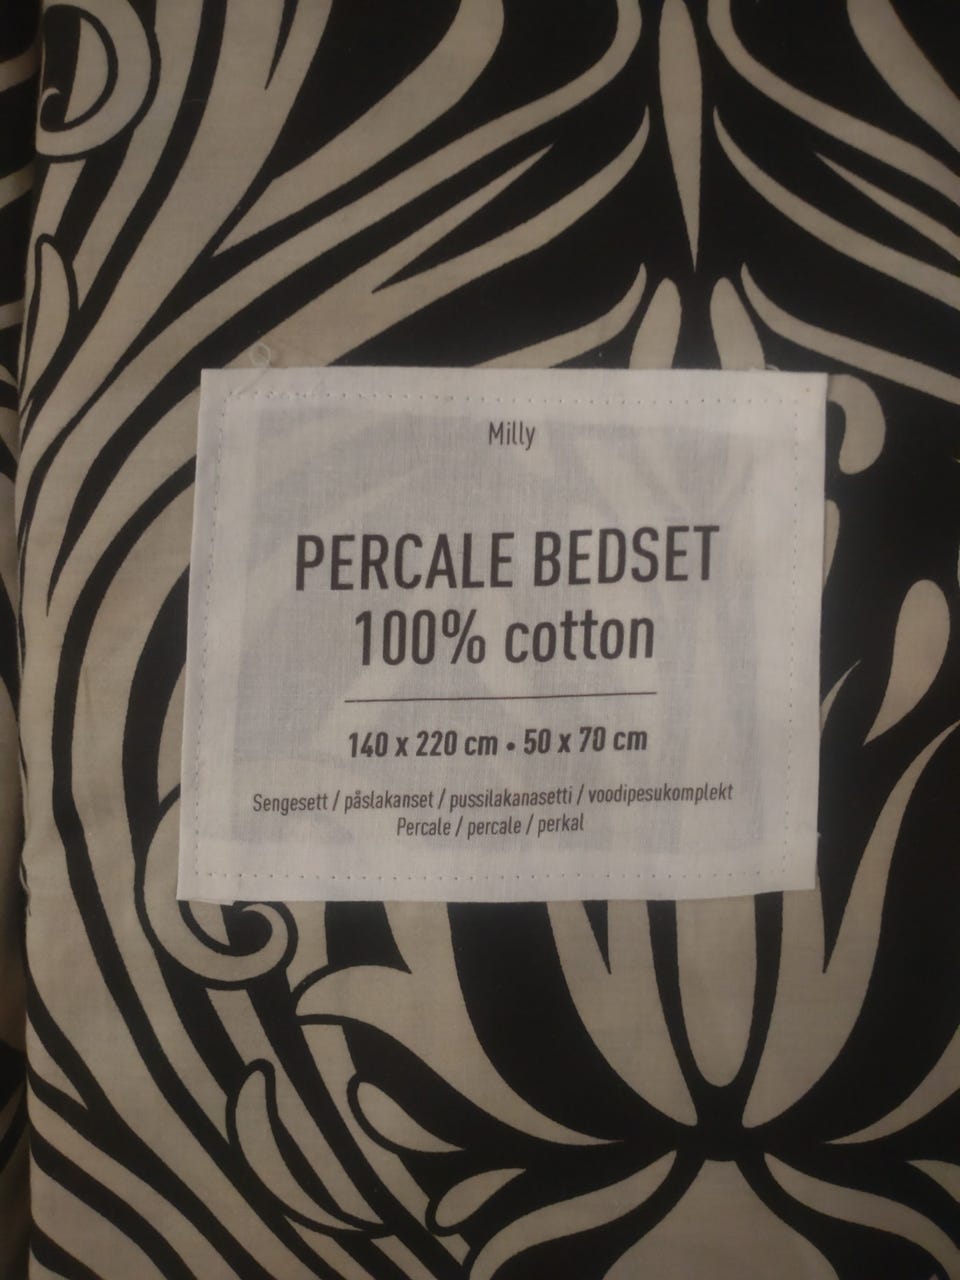 Milly
PERCALE BEDSET
100% cotton
140 x 220 cm • 50 x 70 cm
Sengesett / påslakanset / pussilakanasetti / voodipesukomplekt
Percale / percale / perkal